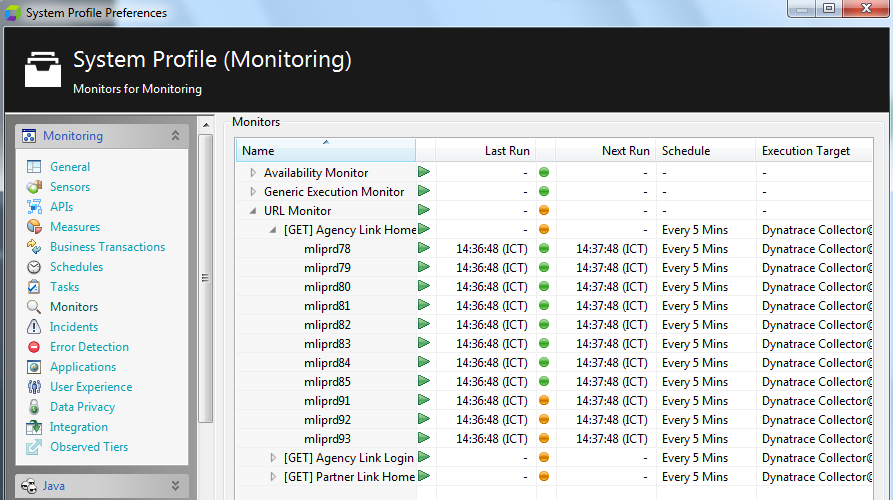 System Profile Preferences
System Profile (Monitoring)
Monitors for Monitoring
Monitoring
General
Sensors
APIs
Measures
Business Transactions
Schedules
Tasks
Monitors
Incidents
Error Detection
Applications
User Experience
Data Privacy
Integration
Observed Tiers
Java
Monitors
Name Last Run Next Run Schedule Execution Target
Availability Monitor - - - -
Generic Execution Monitor - - - -
URL Monitor - - - -
[GET] Agency Link Home - - Every 5 Mins Dynatrace Collector@
mliprd78 14:36:48 (ICT) 14:37:48 (ICT) Every 5 Mins Dynatrace Collector@
mliprd79 14:36:48 (ICT) 14:37:48 (ICT) Every 5 Mins Dynatrace Collector@
mliprd80 14:36:48 (ICT) 14:37:48 (ICT) Every 5 Mins Dynatrace Collector@
mliprd81 14:36:48 (ICT) 14:37:48 (ICT) Every 5 Mins Dynatrace Collector@
mliprd82 14:36:48 (ICT) 14:37:48 (ICT) Every 5 Mins Dynatrace Collector@
mliprd83 14:36:48 (ICT) 14:37:48 (ICT) Every 5 Mins Dynatrace Collector@
mliprd84 14:36:48 (ICT) 14:37:48 (ICT) Every 5 Mins Dynatrace Collector@
mliprd85 14:36:48 (ICT) 14:37:48 (ICT) Every 5 Mins Dynatrace Collector@
mliprd91 14:36:48 (ICT) 14:37:48 (ICT) Every 5 Mins Dynatrace Collector@
mliprd92 14:36:48 (ICT) 14:37:48 (ICT) Every 5 Mins Dynatrace Collector@
mliprd93 14:36:48 (ICT) 14:37:48 (ICT) Every 5 Mins Dynatrace Collector@
[GET] Agency Link Login - - Every 5 Mins Dynatrace Collector@
[GET] Partner Link Home - - Every 5 Mins Dynatrace Collector@